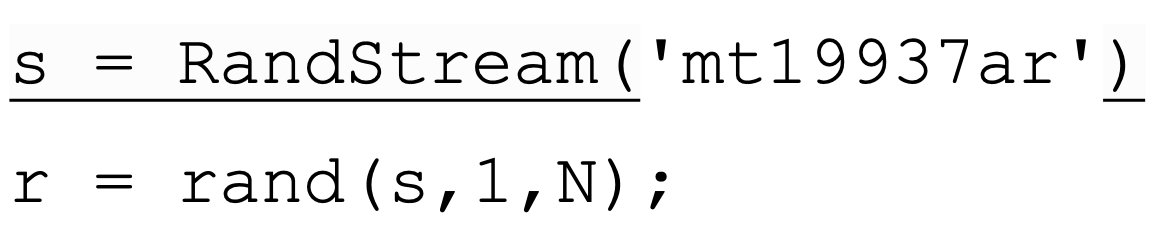 s = RandStream('mt19937ar')
r = rand(s,1,N);